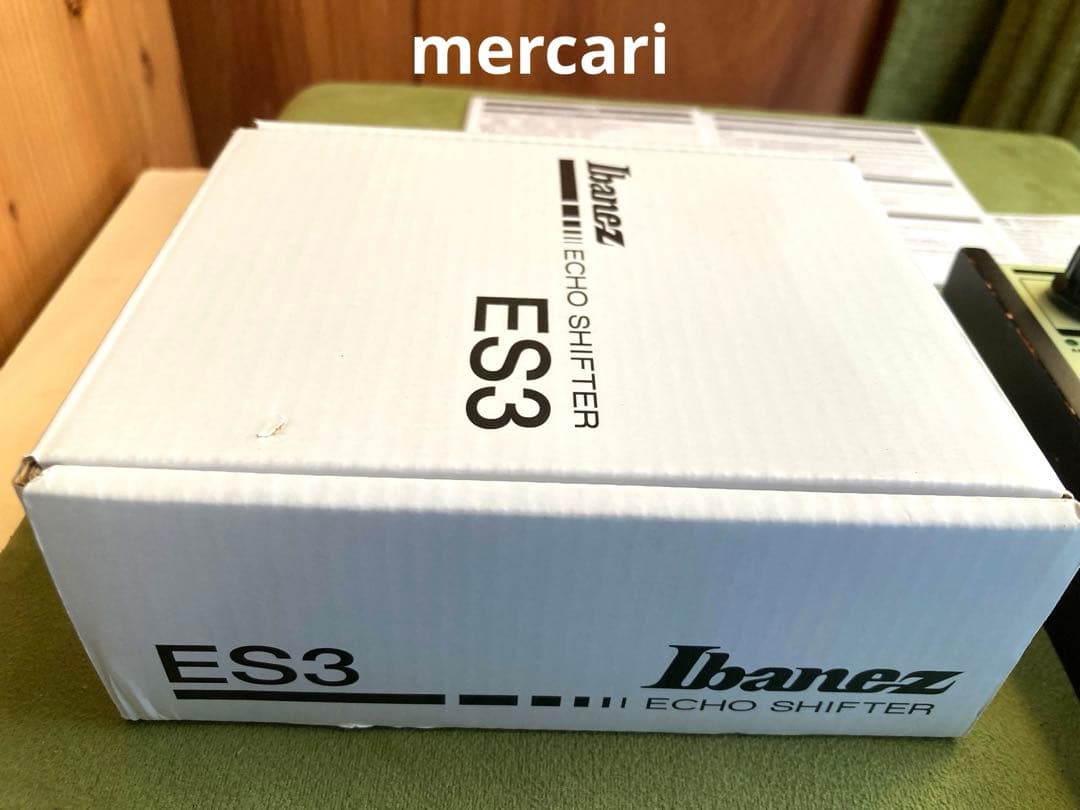 mercari
Ibanez
ECHO SHIFTER
ES3
ES3
Ibanez
ECHO SHIFTER